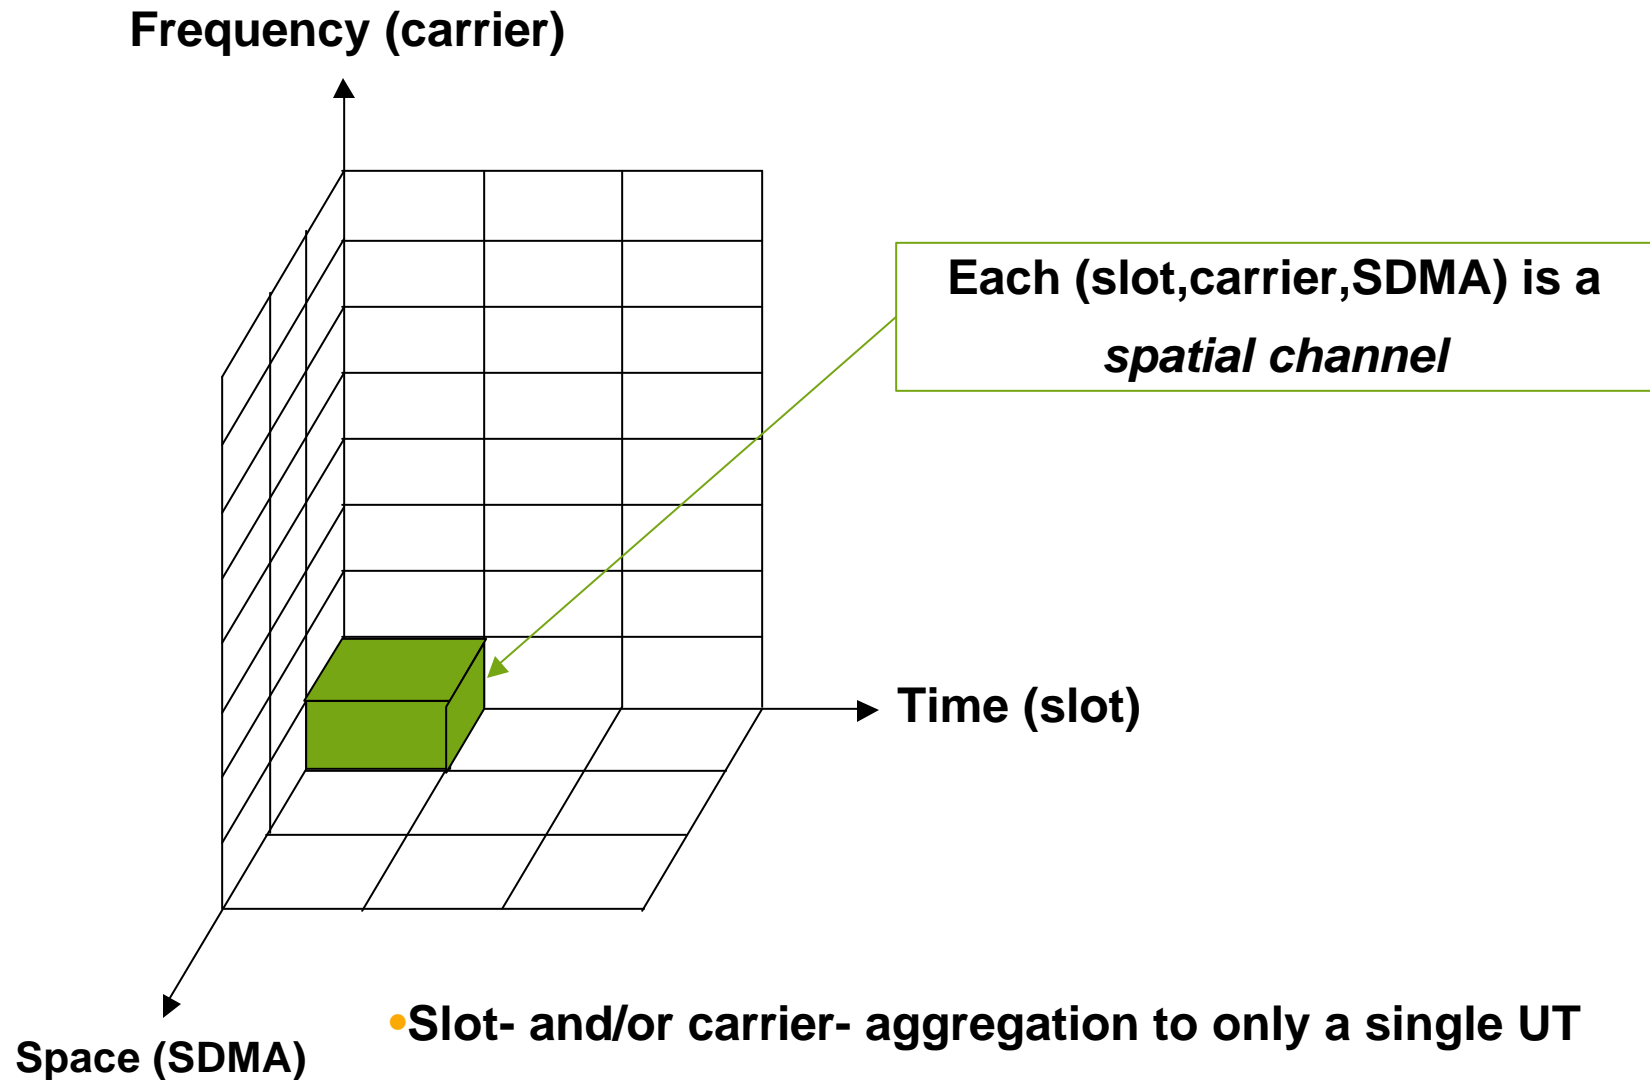 Frequency (carrier)
Each (slot,carrier,SDMA) is a
spatial channel
Time (slot)
•Slot- and/or carrier- aggregation to only a single UT
Space (SDMA)